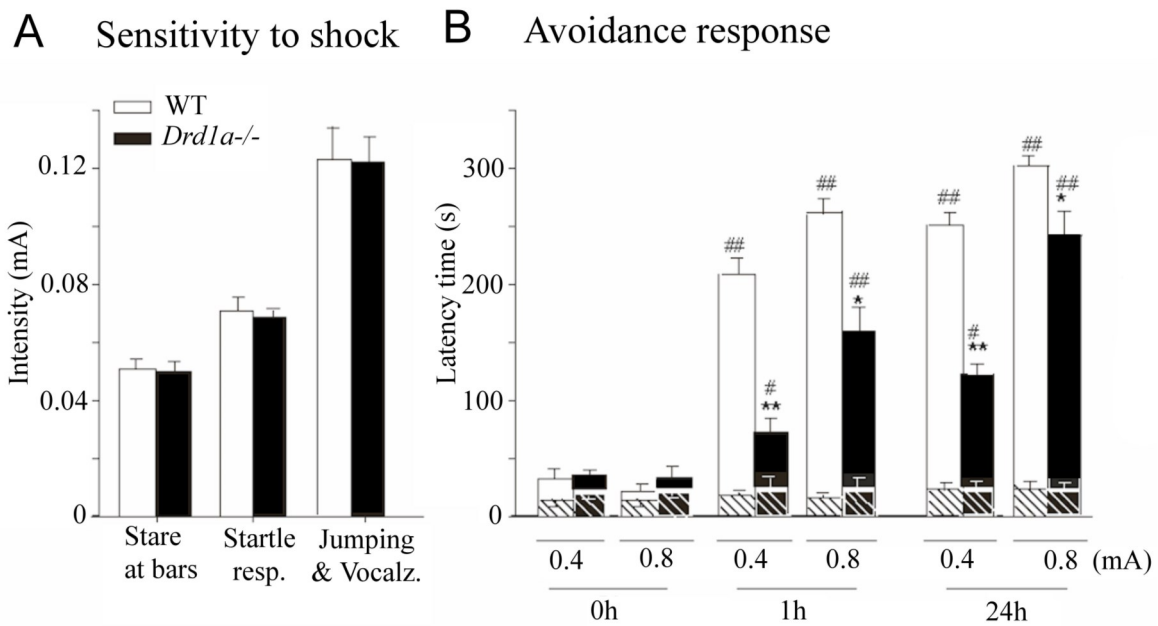 A Sensitivity to shock
B Avoidance response
WT
Drd1a-/-
Intensity (mA)
0.12
0.08
0.04
0
Stare at bars
Startle resp.
Jumping & Vocalz.
Latency time (s)
300
200
100
0
## ## ## ## ## ## * # ** ## * # **
0.4 0.8 0.4 0.8 0.4 0.8 (mA)
0h 1h 24h